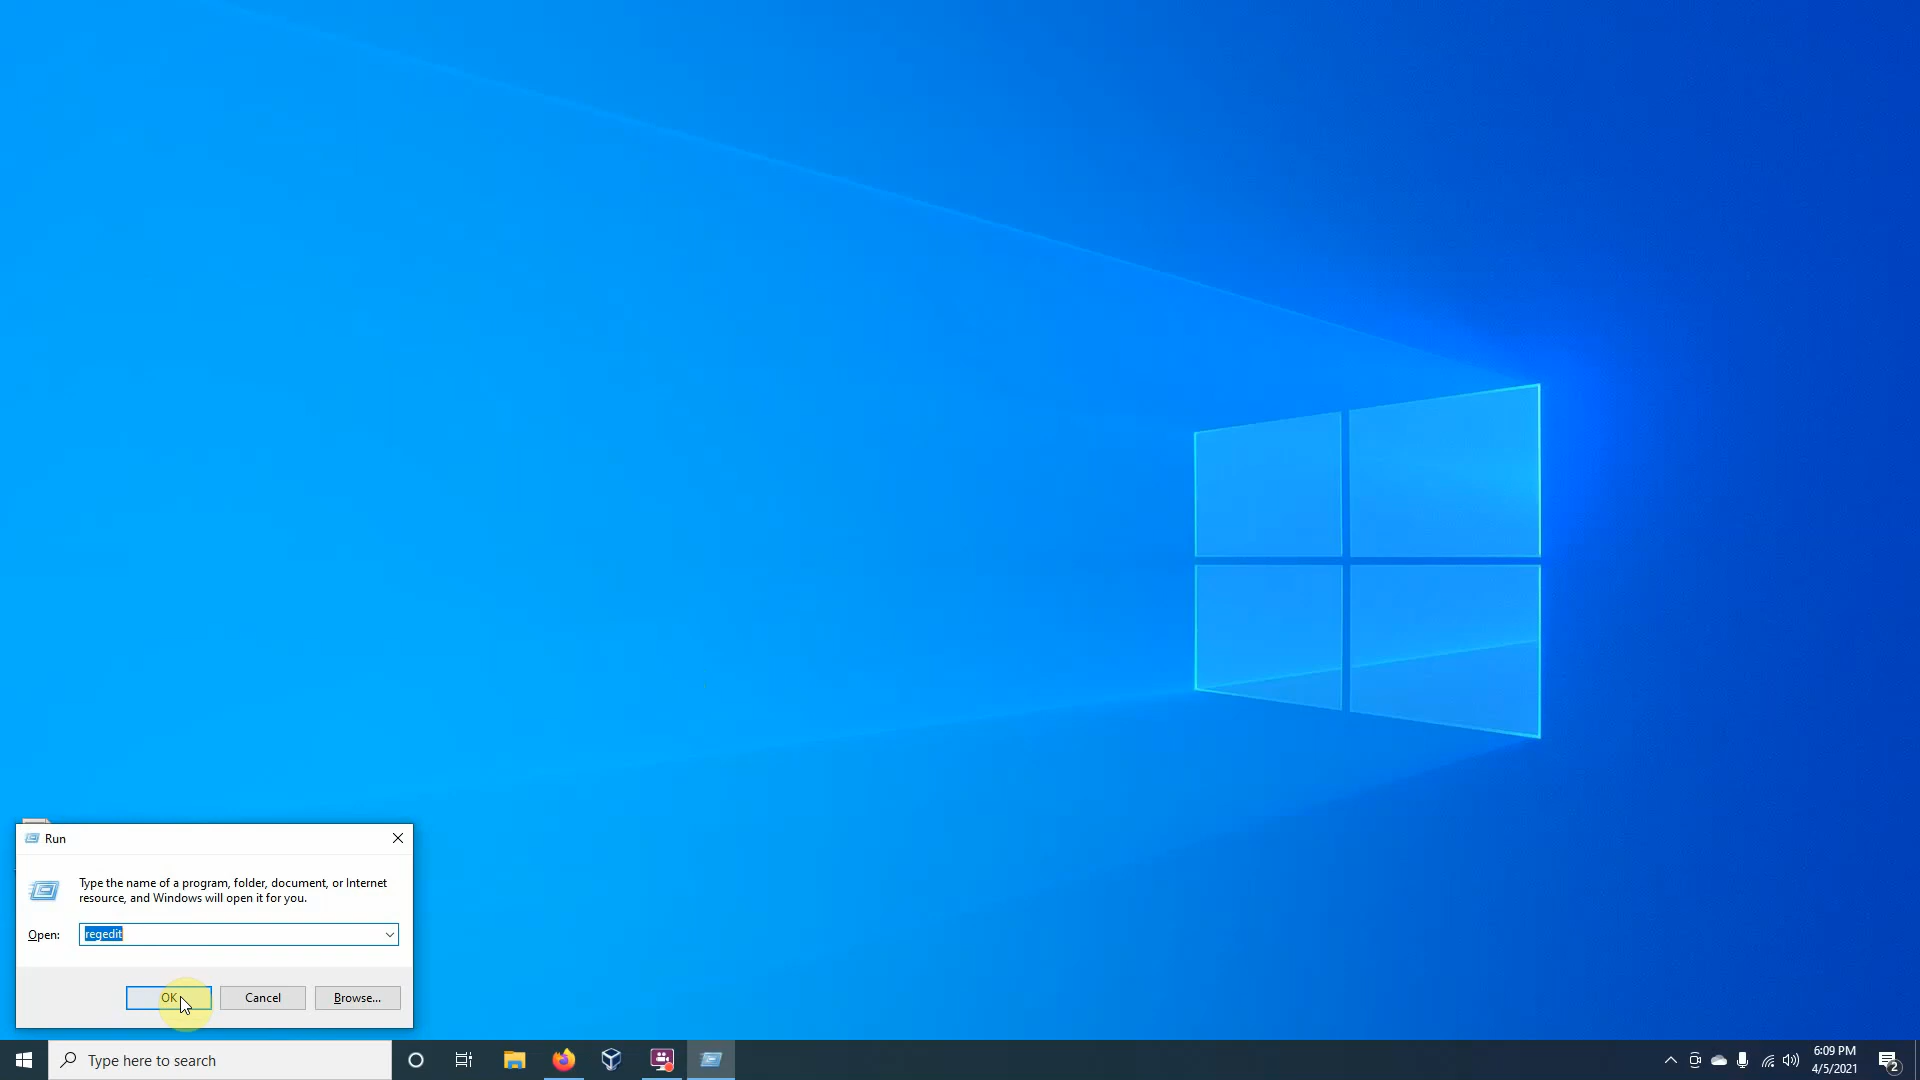 Run
Type the name of a program, folder, document, or Internet
resource, and Windows will open it for you.
Open: regedit
OK Cancel Browse...
Type here to search
6:09 PM
4/5/2021
2